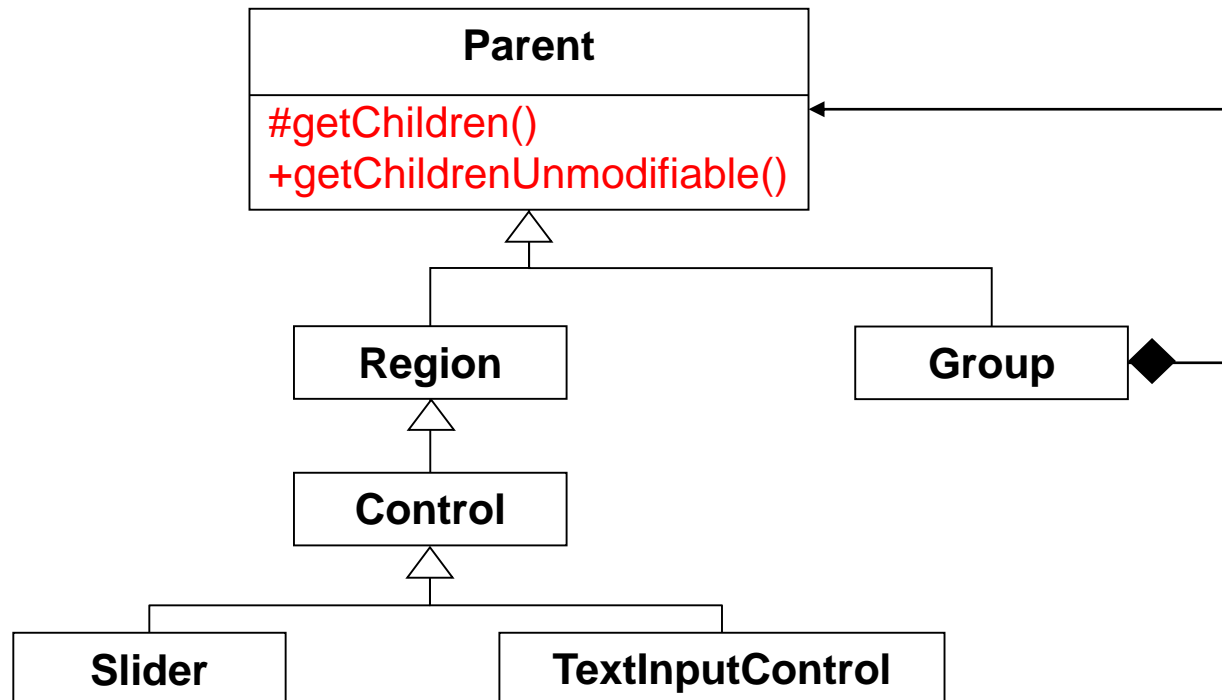 Parent
#getChildren()
+getChildrenUnmodifiable()
Region
Group
Control
Slider
TextInputControl